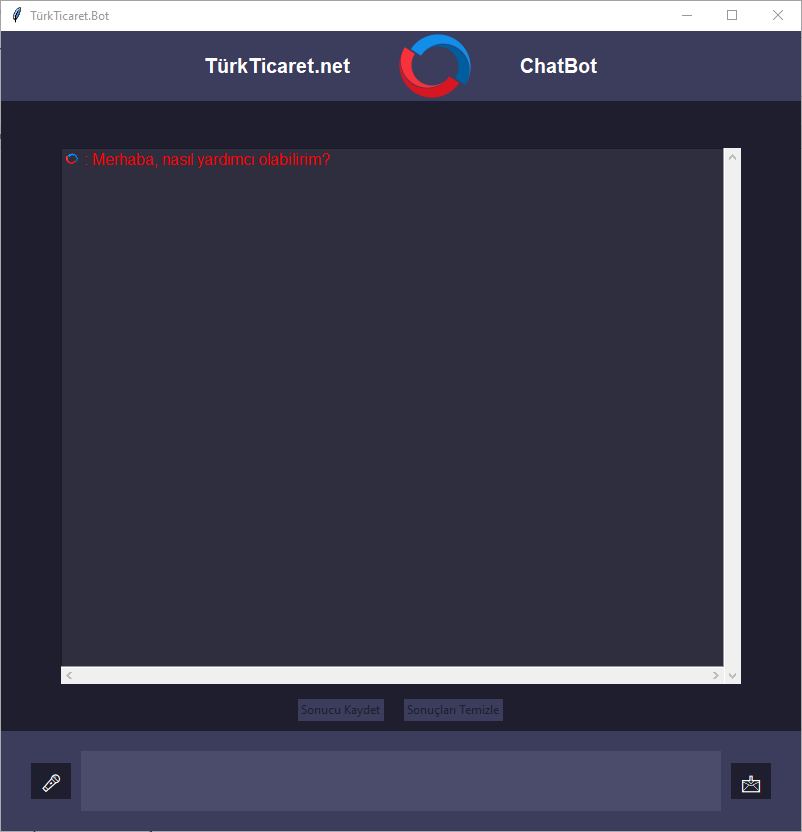 TürkTicaret.Bot
TürkTicaret.net ChatBot
: Merhaba, nasıl yardımcı olabilirim?
Sonucu Kaydet Sonuçları Temizle